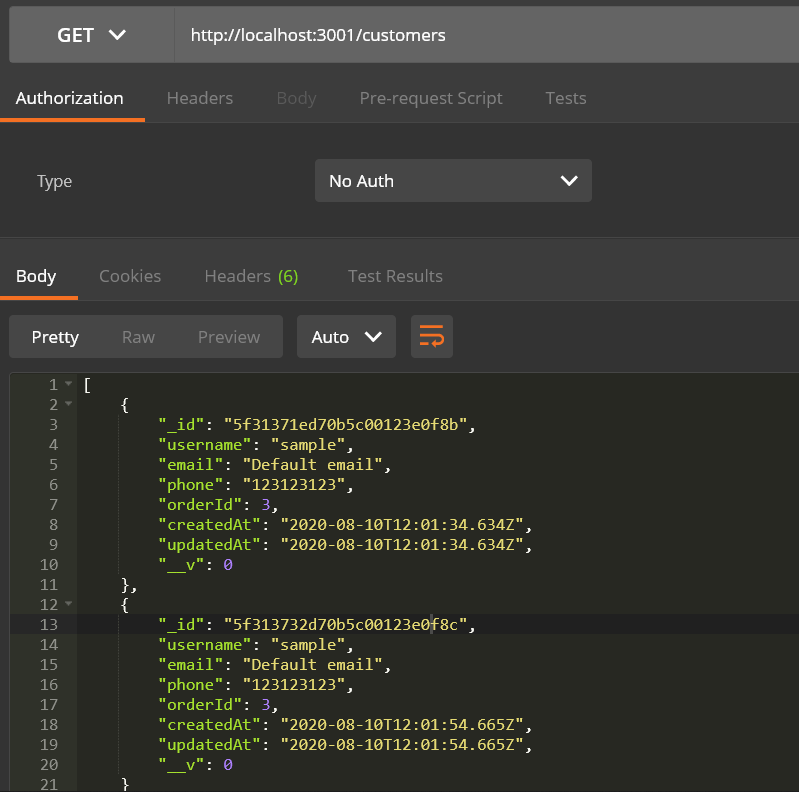 GET http://localhost:3001/customers
Authorization Headers Body Pre-request Script Tests
Type No Auth
Body Cookies Headers (6) Test Results
Pretty Raw Preview Auto
1 [
2 {
3 "_id": "5f31371ed70b5c00123e0f8b",
4 "username": "sample",
5 "email": "Default email",
6 "phone": "123123123",
7 "orderId": 3,
8 "createdAt": "2020-08-10T12:01:34.634Z",
9 "updatedAt": "2020-08-10T12:01:34.634Z",
10 "__v": 0
11 },
12 {
13 "_id": "5f313732d70b5c00123e0f8c",
14 "username": "sample",
15 "email": "Default email",
16 "phone": "123123123",
17 "orderId": 3,
18 "createdAt": "2020-08-10T12:01:54.665Z",
19 "updatedAt": "2020-08-10T12:01:54.665Z",
20 "__v": 0
21 }